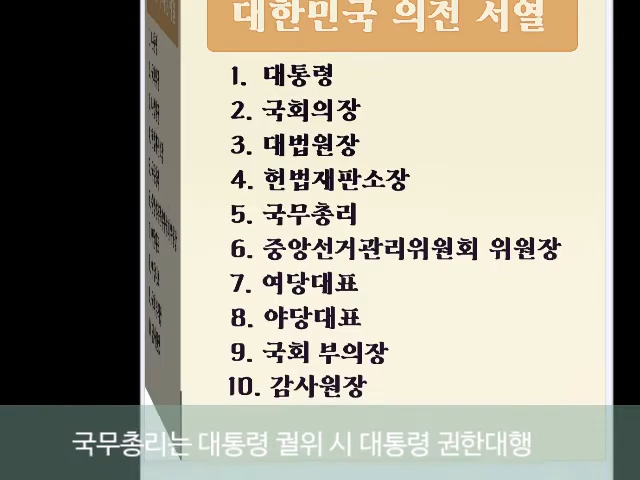 대한민국 의전 서열
1. 대통령
2. 국회의장
3. 대법원장
4. 헌법재판소장
5. 국무총리
6. 중앙선거관리위원회 위원장
7. 여당대표
8. 야당대표
9. 국회 부의장
10. 감사원장
국무총리는 대통령 궐위 시 대통령 권한대행